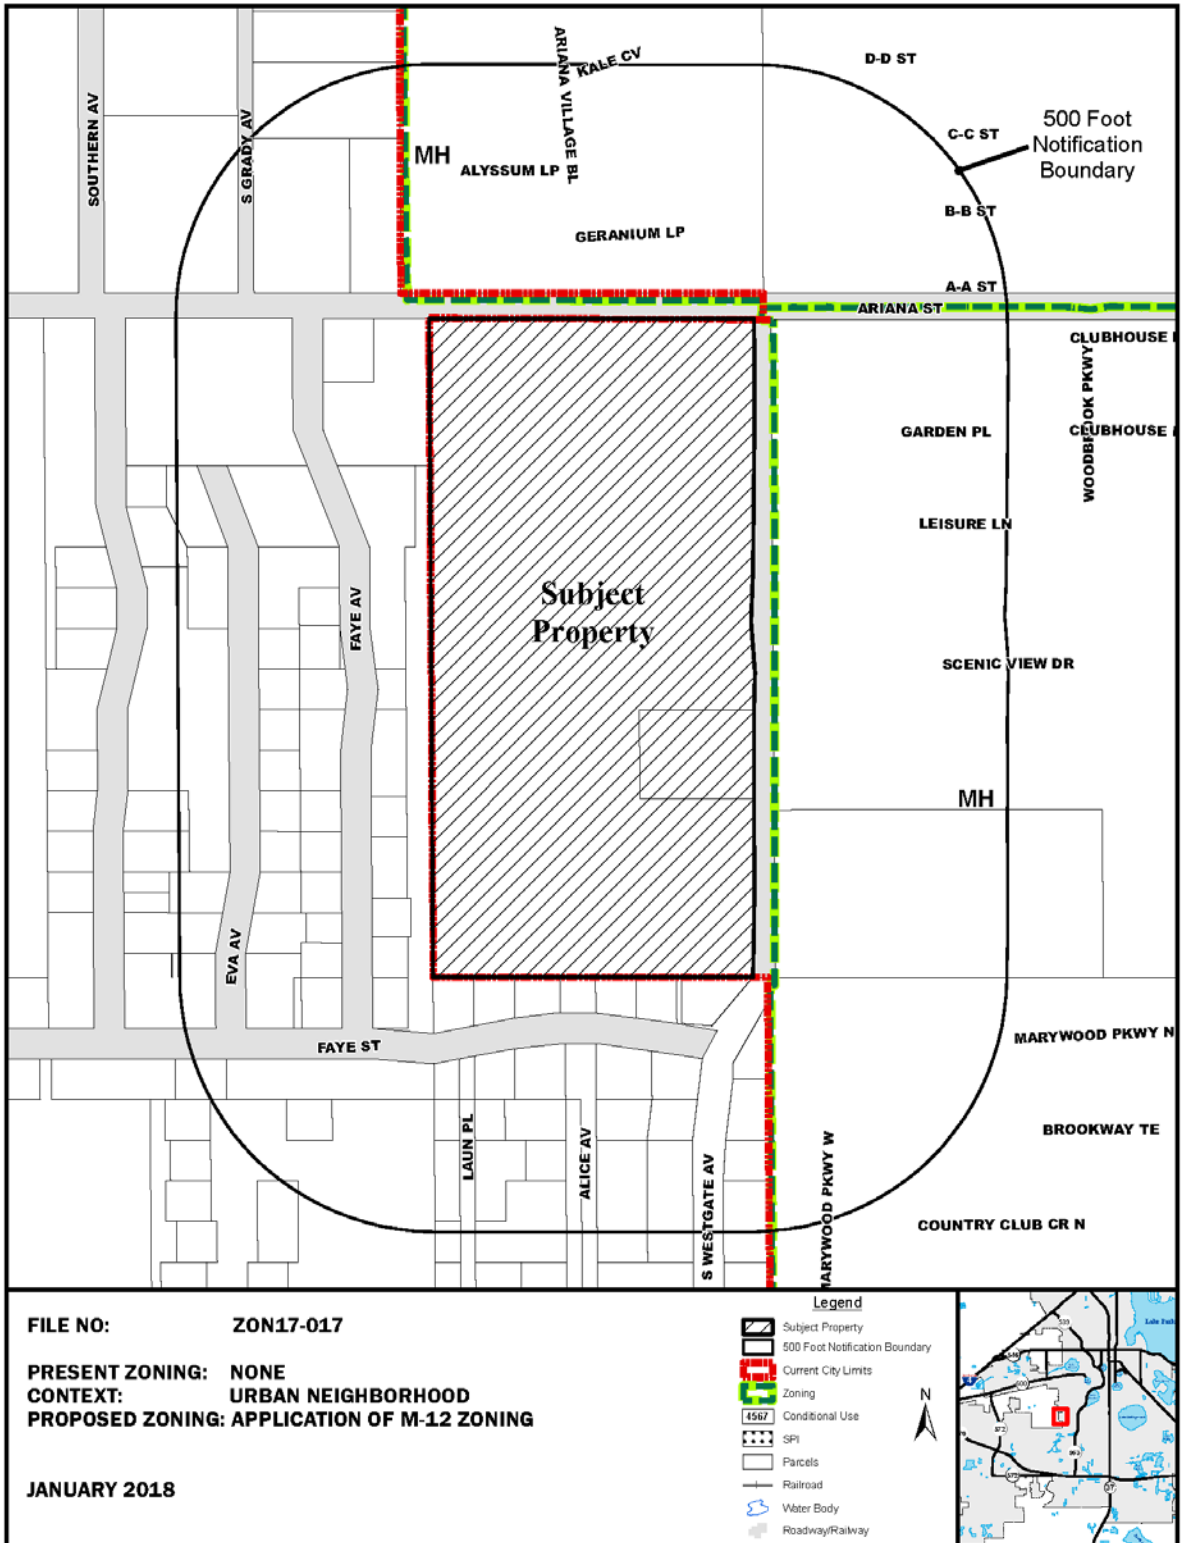 ARIANA VILLAGE BL
KALE CV
D-D ST
SOUTHERN AV
S GRADY AV
MH
ALYSSUM LP
C-C ST
500 Foot
Notification
Boundary
B-B ST
GERANIUM LP
A-A ST
ARIANA ST
CLUBHOUSE
WOODBROOK PKWY
GARDEN PL
CLUBHOUSE
LEISURE LN
Subject
Property
FAYE AV
SCENIC VIEW DR
MH
EVA AV
FAYE ST
MARYWOOD PKWY N
LAUN PL
ALICE AV
S WESTGATE AV
MARYWOOD PKWY W
BROOKWAY TE
COUNTRY CLUB CR N
FILE NO: ZON17-017
PRESENT ZONING: NONE
CONTEXT: URBAN NEIGHBORHOOD
PROPOSED ZONING: APPLICATION OF M-12 ZONING
JANUARY 2018
Legend
Subject Property
500 Foot Notification Boundary
Current City Limits
Zoning
4567 Conditional Use
SPI
Parcels
Railroad
Water Body
Roadway/Railway
N